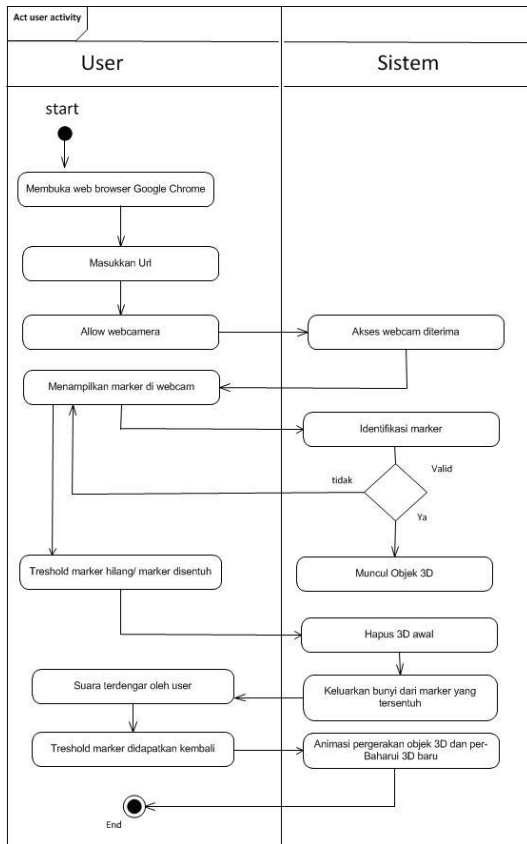 Act user activity
User
Sistem
start
Membuka web browser Google Chrome
Masukkan Url
Allow webcamera
Akses webcam diterima
Menampilkan marker di webcam
Identifikasi marker
tidak
Valid
Ya
Treshold marker hilang/ marker disentuh
Muncul Objek 3D
Hapus 3D awal
Suara terdengar oleh user
Keluarkan bunyi dari marker yang
tersentuh
Treshold marker didapatkan kembali
Animasi pergerakan objek 3D dan per-
Baharui 3D baru
End